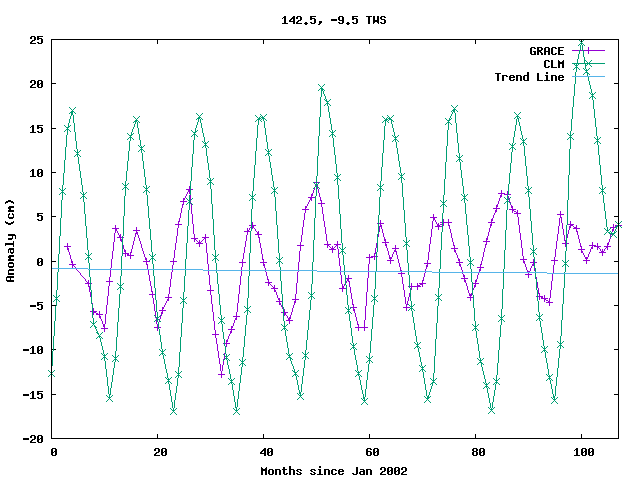 142.5, -9.5 TWS
GRACE
CLM
Trend Line
25
20
15
10
5
0
-5
-10
-15
-20
Anomaly (cm)
0 20 40 60 80 100
Months since Jan 2002